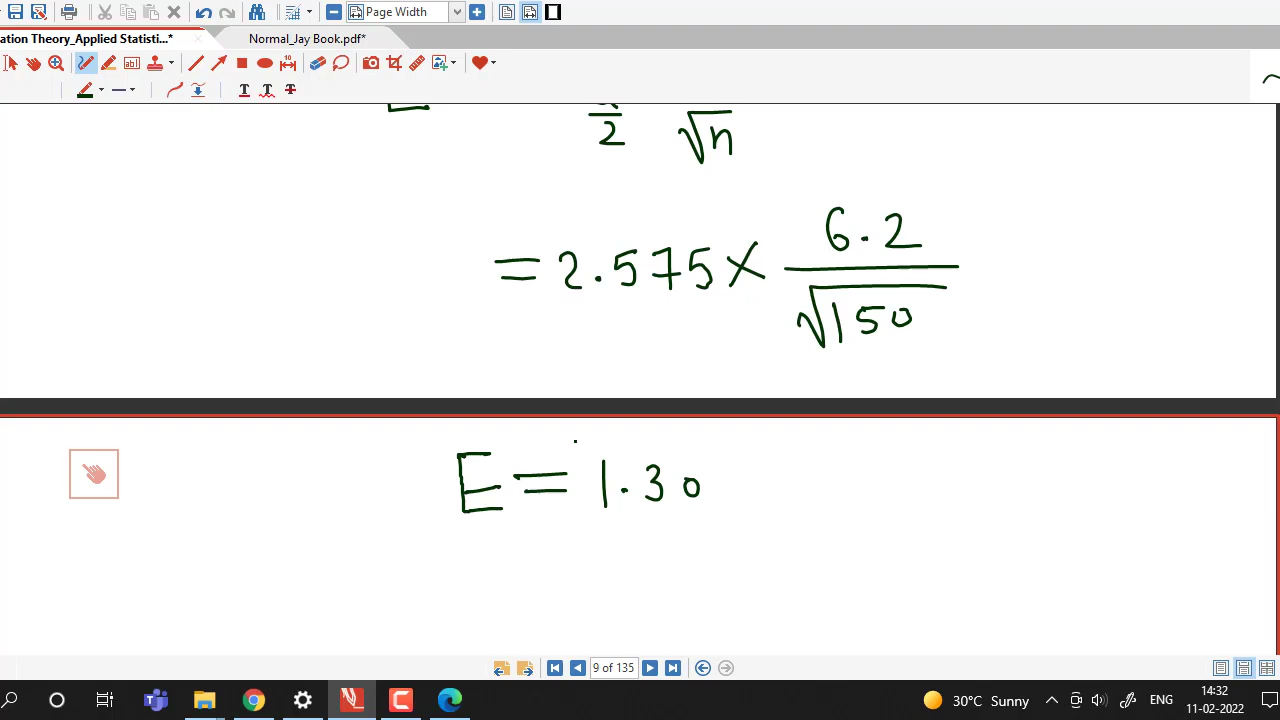 Page Width
ation Theory_Applied Statisti...*
Normal_Jay Book.pdf*
10
T T T
2 √n
= 2.575 × 6.2
√150
E = 1.30
9 of 135
30°C Sunny
ENG
14:32
11-02-2022